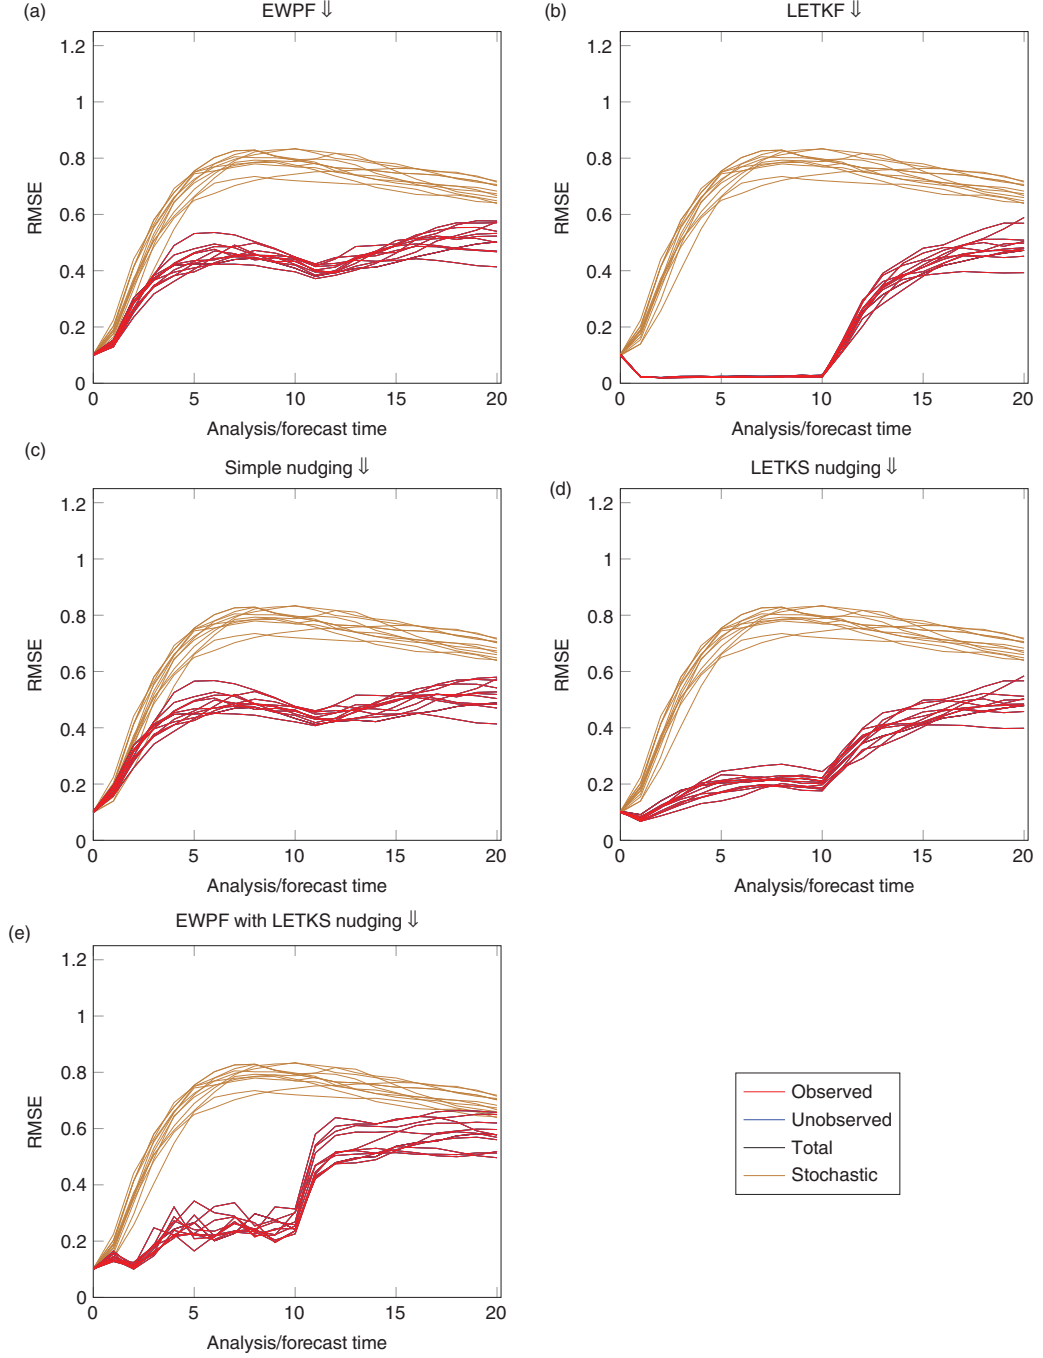 (a)
EWPF ⇓
1.2
1
0.8
0.6
0.4
0.2
0
RMSE
0 5 10 15 20
Analysis/forecast time
(b)
LETKF ⇓
1.2
1
0.8
0.6
0.4
0.2
0
RMSE
0 5 10 15 20
Analysis/forecast time
(c)
Simple nudging ⇓
1.2
1
0.8
0.6
0.4
0.2
0
RMSE
0 5 10 15 20
Analysis/forecast time
(d)
LETKS nudging ⇓
1.2
1
0.8
0.6
0.4
0.2
0
RMSE
0 5 10 15 20
Analysis/forecast time
(e)
EWPF with LETKS nudging ⇓
1.2
1
0.8
0.6
0.4
0.2
0
RMSE
0 5 10 15 20
Analysis/forecast time
Observed
Unobserved
Total
Stochastic